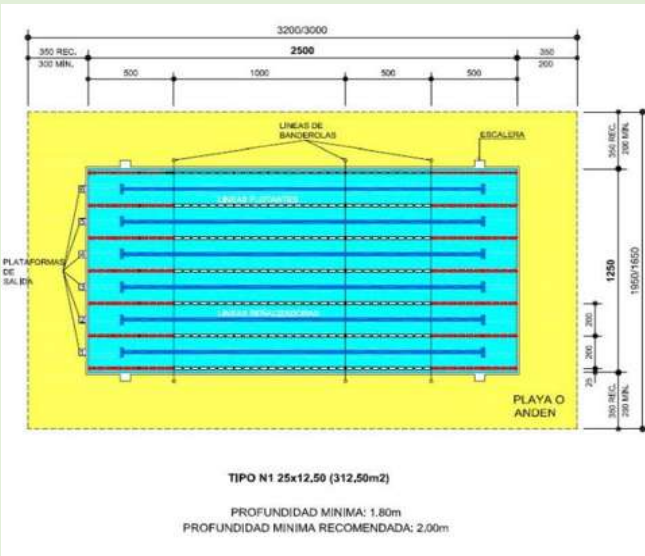 3200/3000
350 REC.
300 MÍN.
2500
350
200
500
1000
500
500
LINEAS DE
BANDEROLAS
ESCALERA
350 REC.
200 MÍN.
LINEAS FLOTANTES
PLATAFORMAS
DE
SALIDA
1250
1950/1650
LINEAS SEÑALIZADORAS
200
200
25
PLAYA O
ANDEN
350 REC.
200 MÍN.
TIPO N1 25x12,50 (312,50m2)
PROFUNDIDAD MINIMA: 1.80m
PROFUNDIDAD MINIMA RECOMENDADA: 2,00m